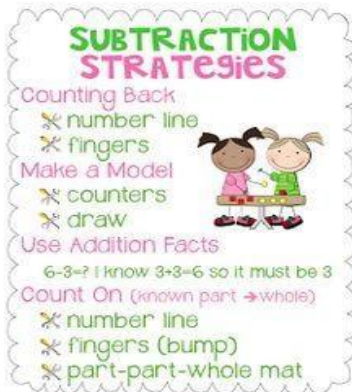 SUBTRACTION
STRATEGIES
Counting Back
number line
fingers
Make a Model
counters
draw
Use Addition Facts
6-3=? I know 3+3=6 so it must be 3
Count On (known part →whole)
number line
fingers (bump)
part-part-whole mat